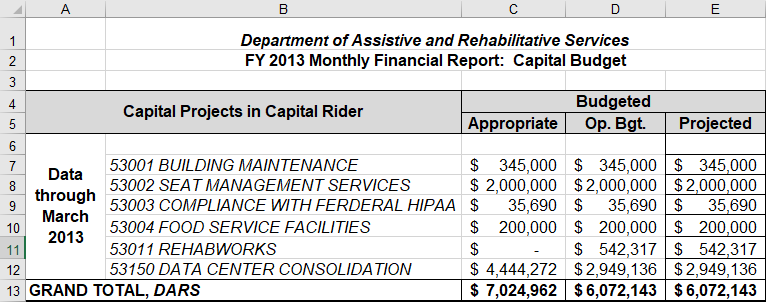 A B C D E
1 Department of Assistive and Rehabilitative Services
2 FY 2013 Monthly Financial Report: Capital Budget
3
4 Capital Projects in Capital Rider Budgeted
5 Appropriate Op. Bgt. Projected
6
7 Data through March 2013 53001 BUILDING MAINTENANCE $ 345,000 $ 345,000 $ 345,000
8 53002 SEAT MANAGEMENT SERVICES $ 2,000,000 $ 2,000,000 $ 2,000,000
9 53003 COMPLIANCE WITH FERDERAL HIPAA $ 35,690 $ 35,690 $ 35,690
10 53004 FOOD SERVICE FACILITIES $ 200,000 $ 200,000 $ 200,000
11 53011 REHABWORKS $ - $ 542,317 $ 542,317
12 53150 DATA CENTER CONSOLIDATION $ 4,444,272 $ 2,949,136 $ 2,949,136
13 GRAND TOTAL, DARS $ 7,024,962 $ 6,072,143 $ 6,072,143